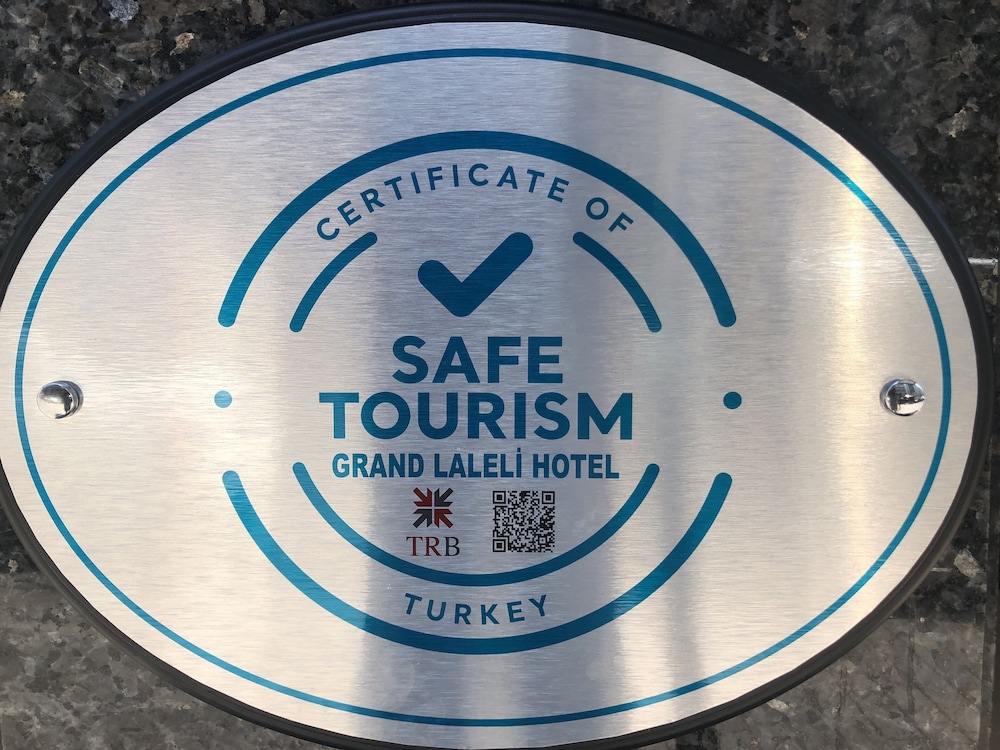 CERTIFICATE OF
SAFE
TOURISM
GRAND LALELİ HOTEL
TRB
TURKEY